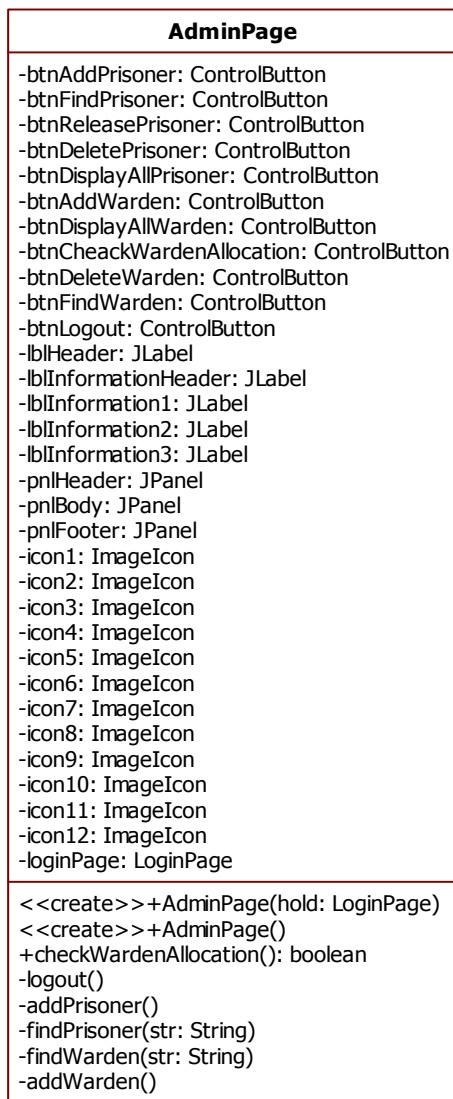 AdminPage
-btnAddPrisoner: ControlButton
-btnFindPrisoner: ControlButton
-btnReleasePrisoner: ControlButton
-btnDeletePrisoner: ControlButton
-btnDisplayAllPrisoner: ControlButton
-btnAddWarden: ControlButton
-btnDisplayAllWarden: ControlButton
-btnCheackWardenAllocation: ControlButton
-btnDeleteWarden: ControlButton
-btnFindWarden: ControlButton
-btnLogout: ControlButton
-lblHeader: JLabel
-lblInformationHeader: JLabel
-lblInformation1: JLabel
-lblInformation2: JLabel
-lblInformation3: JLabel
-pnlHeader: JPanel
-pnlBody: JPanel
-pnlFooter: JPanel
-icon1: ImageIcon
-icon2: ImageIcon
-icon3: ImageIcon
-icon4: ImageIcon
-icon5: ImageIcon
-icon6: ImageIcon
-icon7: ImageIcon
-icon8: ImageIcon
-icon9: ImageIcon
-icon10: ImageIcon
-icon11: ImageIcon
-icon12: ImageIcon
-loginPage: LoginPage
<<create>>+AdminPage(hold: LoginPage)
<<create>>+AdminPage()
+checkWardenAllocation(): boolean
-logout()
-addPrisoner()
-findPrisoner(str: String)
-findWarden(str: String)
-addWarden()